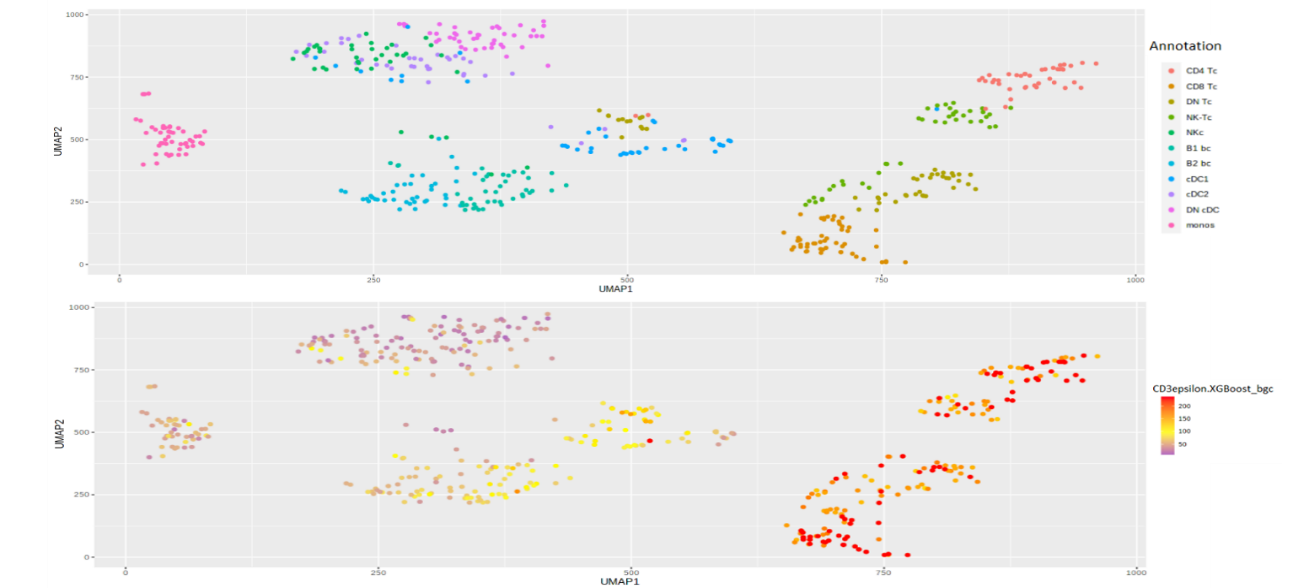 1000
750
500
250
0
UMAP2
0
250
500
750
1000
UMAP1
Annotation
CD4 Tc
CD8 Tc
DN Tc
NK-Tc
NKc
B1 bc
B2 bc
cDC1
cDC2
DN cDC
monos
1000
750
500
250
0
UMAP2
0
250
500
750
1000
UMAP1
CD3epsilon.XGBoost_bgc
200
150
100
50